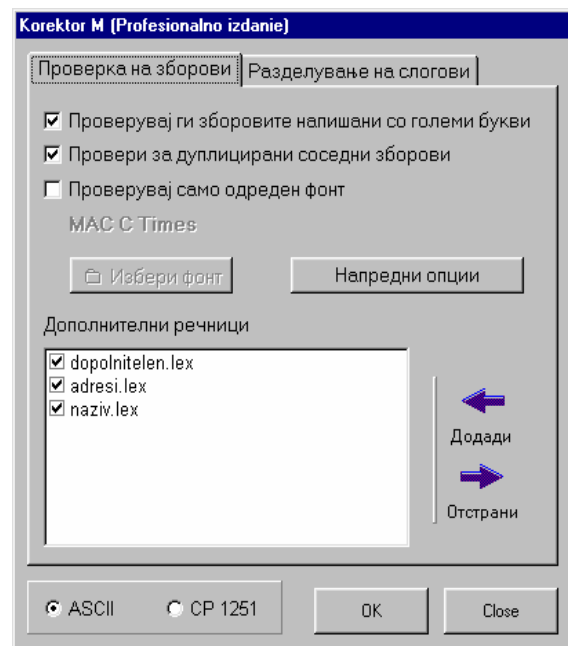 Korektor M (Profesionalno izdanie)
Проверка на зборови Разделување на слогови
Проверувај ги зборовите напишани со големи букви
Провери за дуплицирани соседни зборови
Проверувај само одреден фонт
MAC C Times
Избери фонт Напредни опции
Дополнителни речници
dopolnitelen.lex
adresi.lex
naziv.lex
Додади
Отстрани
ASCII CP 1251 OK Close